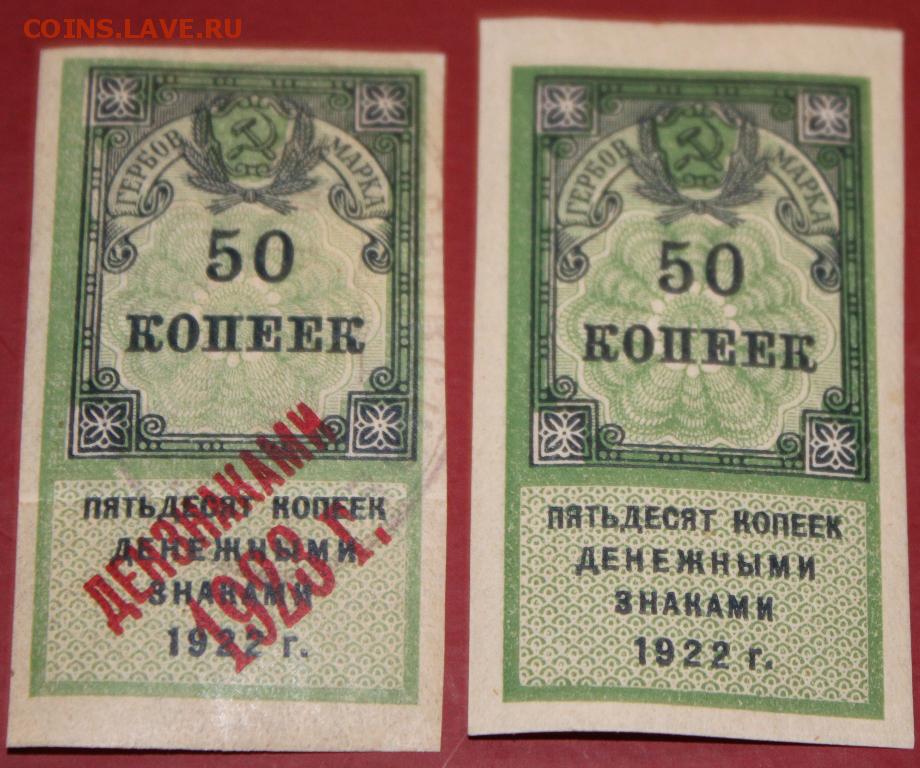 COINS.LAVE.RU
ГЕРБОВ МАРКА
50
КОПЕЕК
ПЯТЬДЕСЯТ КОПЕЕК
ДЕНЕЖНЫМИ
ЗНАКАМИ
1922 г.
ДЕНЗНАКАМИ
1923 г.
ГЕРБОВ МАРКА
50
КОПЕЕК
ПЯТЬДЕСЯТ КОПЕЕК
ДЕНЕЖНЫМИ
ЗНАКАМИ
1922 г.